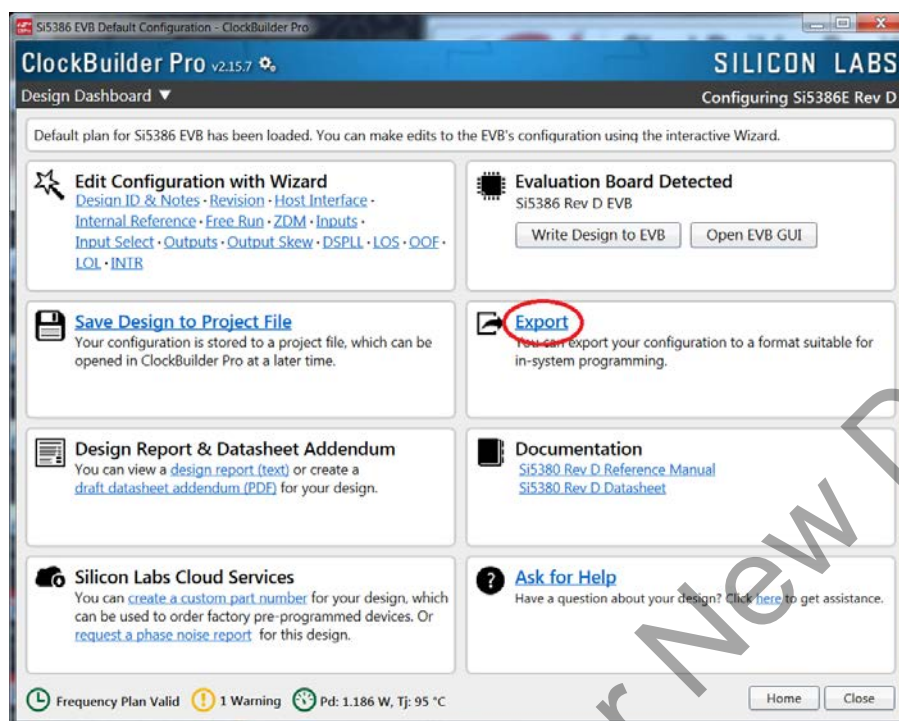 Si5386 EVB Default Configuration - ClockBuilder Pro
ClockBuilder Pro v2.15.7
SILICON LABS
Design Dashboard ▼
Configuring Si5386E Rev D
Default plan for Si5386 EVB has been loaded. You can make edits to the EVB's configuration using the interactive Wizard.
Edit Configuration with Wizard
Design ID & Notes · Revision · Host Interface ·
Internal Reference · Free Run · ZDM · Inputs ·
Input Select · Outputs · Output Skew · DSPLL · LOS · OOF ·
LOL · INTR
Evaluation Board Detected
Si5386 Rev D EVB
Write Design to EVB
Open EVB GUI
Save Design to Project File
Your configuration is stored to a project file, which can be
opened in ClockBuilder Pro at a later time.
Export
You can export your configuration to a format suitable for
in-system programming.
Design Report & Datasheet Addendum
You can view a design report (text) or create a
draft datasheet addendum (PDF) for your design.
Documentation
Si5380 Rev D Reference Manual
Si5380 Rev D Datasheet
Silicon Labs Cloud Services
You can create a custom part number for your design, which
can be used to order factory pre-programmed devices. Or
request a phase noise report for this design.
Ask for Help
Have a question about your design? Click here to get assistance.
Frequency Plan Valid
1 Warning
Pd: 1.186 W, Tj: 95 °C
Home
Close
r New D